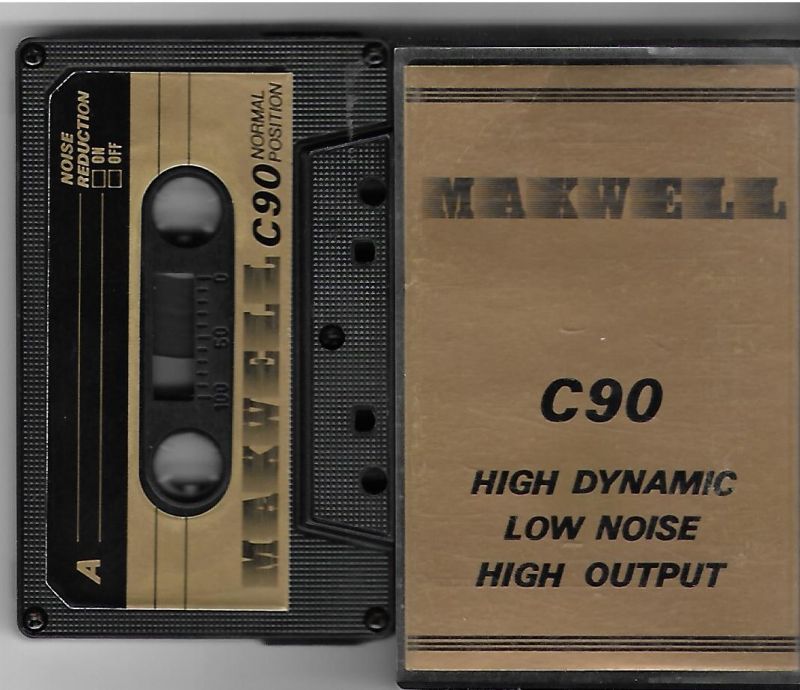 NOISE
REDUCTION
ON
OFF
A
0
50
100
MAKWELL
C90
NORMAL
POSITION
MAKWELL
C90
HIGH DYNAMIC
LOW NOISE
HIGH OUTPUT